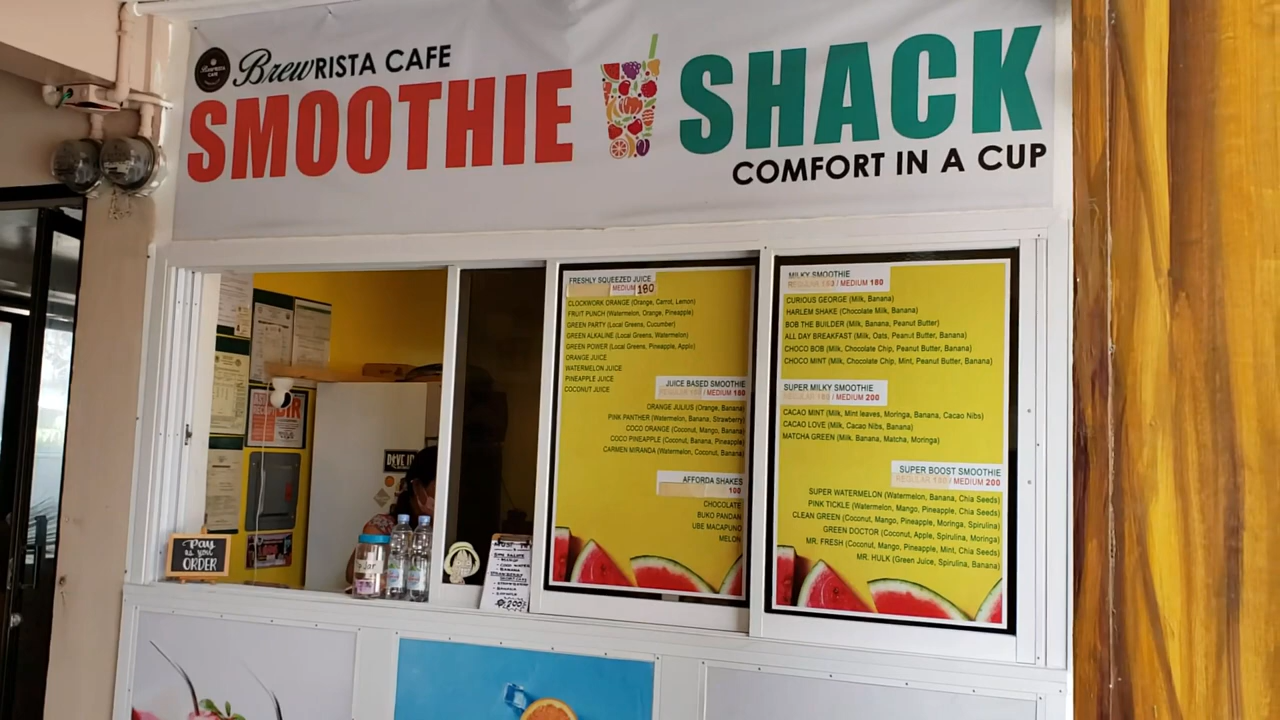 BrewRISTA CAFE
SMOOTHIE SHACK
COMFORT IN A CUP
FRESHLY SQUEEZED JUICE
MEDIUM 180
CLOCKWORK ORANGE (Orange, Carrot, Lemon)
FRUIT PUNCH (Watermelon, Orange, Pineapple)
GREEN PARTY (Local Greens, Cucumber)
GREEN ALKALINE (Local Greens, Watermelon)
GREEN POWER (Local Greens, Pineapple, Apple)
ORANGE JUICE
WATERMELON JUICE
PINEAPPLE JUICE
COCONUT JUICE
JUICE BASED SMOOTHIE
/ MEDIUM 180
ORANGE JULIUS (Orange, Banana)
PINK PANTHER (Watermelon, Banana, Strawberry)
COCO ORANGE (Coconut, Mango, Banana)
COCO PINEAPPLE (Coconut, Banana, Pineapple)
CARMEN MIRANDA (Watermelon, Coconut, Banana)
AFFORDA SHAKES
100
CHOCOLATE
BUKO PANDAN
UBE MACAPUNO
MELON
MILKY SMOOTHIE
/ MEDIUM 180
CURIOUS GEORGE (Milk, Banana)
HARLEM SHAKE (Chocolate Milk, Banana)
BOB THE BUILDER (Milk, Banana, Peanut Butter)
ALL DAY BREAKFAST (Milk, Oats, Peanut Butter, Banana)
CHOCO BOB (Milk, Chocolate Chip, Peanut Butter, Banana)
CHOCO MINT (Milk, Chocolate Chip, Mint, Peanut Butter, Banana)
SUPER MILKY SMOOTHIE
/ MEDIUM 200
CACAO MINT (Milk, Mint leaves, Moringa, Banana, Cacao Nibs)
CACAO LOVE (Milk, Cacao Nibs, Banana)
MATCHA GREEN (Milk, Banana, Matcha, Moringa)
SUPER BOOST SMOOTHIE
REGULAR 180 / MEDIUM 200
SUPER WATERMELON (Watermelon, Banana, Chia Seeds)
PINK TICKLE (Watermelon, Mango, Pineapple, Chia Seeds)
CLEAN GREEN (Coconut, Mango, Pineapple, Moringa, Spirulina)
GREEN DOCTOR (Coconut, Apple, Spirulina, Moringa)
MR. FRESH (Coconut, Mango, Pineapple, Mint, Chia Seeds)
MR. HULK (Green Juice, Spirulina, Banana)
Pay
as you
ORDER